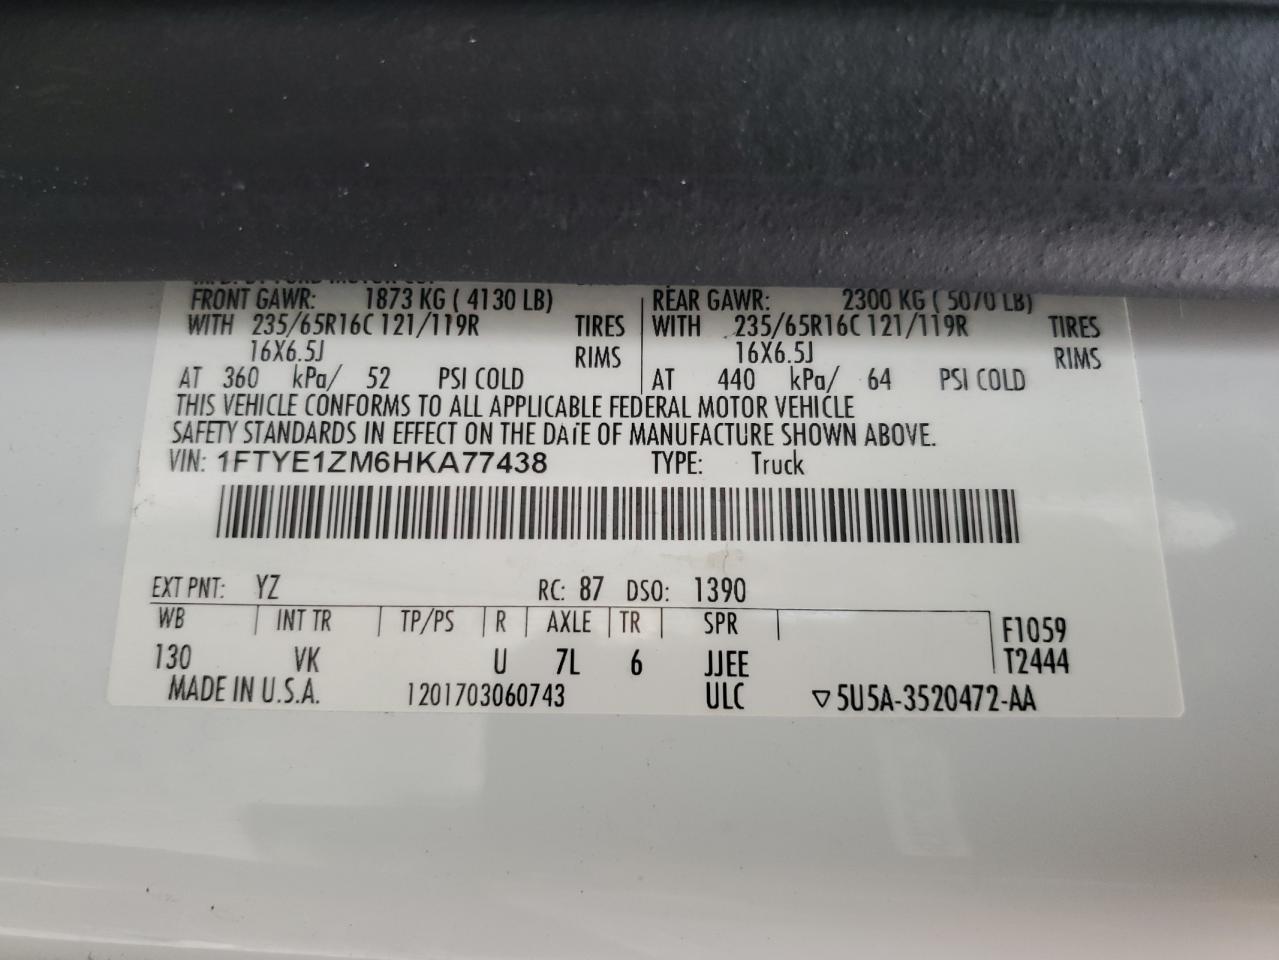 FORD MOTOR CO.
FRONT GAWR: 1873 KG ( 4130 LB) REAR GAWR: 2300 KG ( 5070 LB)
WITH 235/65R16C 121/119R TIRES WITH 235/65R16C 121/119R TIRES
16X6.5J RIMS 16X6.5J RIMS
AT 360 kPa/ 52 PSI COLD AT 440 kPa/ 64 PSI COLD
THIS VEHICLE CONFORMS TO ALL APPLICABLE FEDERAL MOTOR VEHICLE
SAFETY STANDARDS IN EFFECT ON THE DATE OF MANUFACTURE SHOWN ABOVE.
VIN: 1FTYE1ZM6HKA77438 TYPE: Truck
EXT PNT: YZ RC: 87 DSO: 1390
WB INT TR TP/PS R AXLE TR SPR F1059
130 VK U 7L 6 JJEE T2444
MADE IN U.S.A. 1201703060743 ULC ▽5U5A-3520472-AA